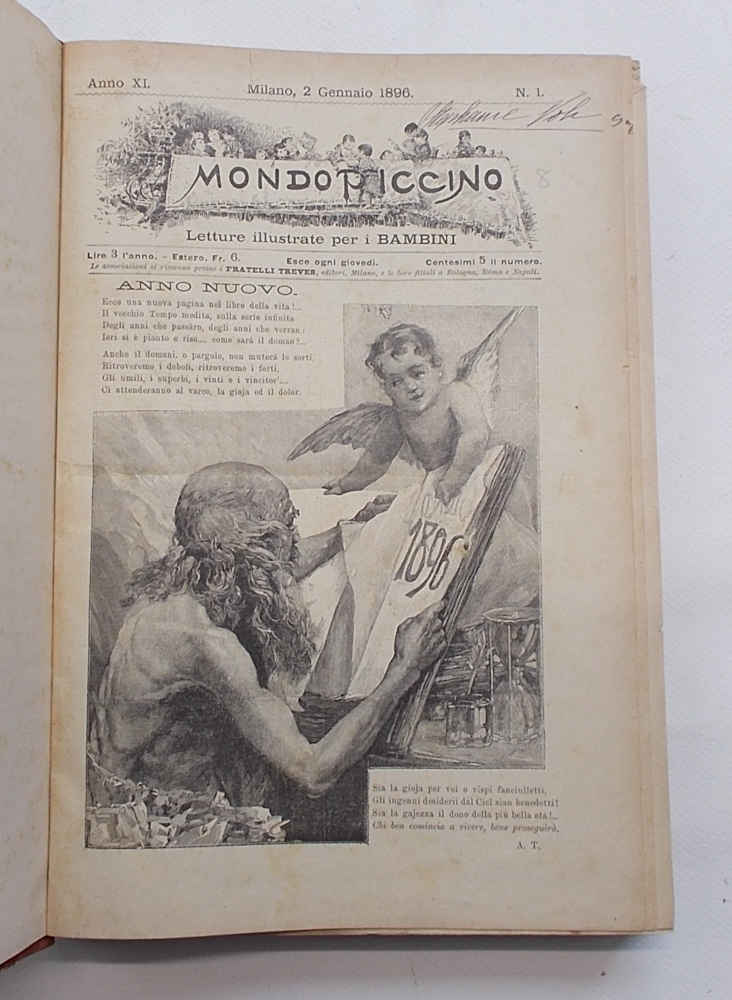 Anno XI.
Milano, 2 Gennaio 1896.
N. 1.
8
MONDO PICCINO
Letture illustrate per i BAMBINI
Lire 3 l'anno. - Estero, Fr. 6.
Esce ogni giovedì.
Centesimi 5 il numero.
Le associazioni si ricevono presso i FRATELLI TREVES, editori, Milano, e le loro filiali a Bologna, Roma e Napoli.
ANNO NUOVO.
Ecco una nuova pagina nel libro della vita!...
Il vecchio Tempo medita, sulla serie infinita
Degli anni che passâro, degli anni che verran:
Ieri si è pianto e riso.... come sarà il doman?...
Anche il domani, o pargolo, non muterà le sorti,
Ritroveremo i deboli, ritroveremo i forti,
Gli umili, i superbi, i vinti e i vincitor'....
Ci attenderanno al varco, la gioja ed il dolor.
1896
Sia la gioja per voi o vispi fanciulletti,
Gli ingenui desiderii dal Ciel sian benedetti!
Sia la gajezza il dono della più bella età!..
Chi ben comincia a vivere, bene proseguirà.
A. T.